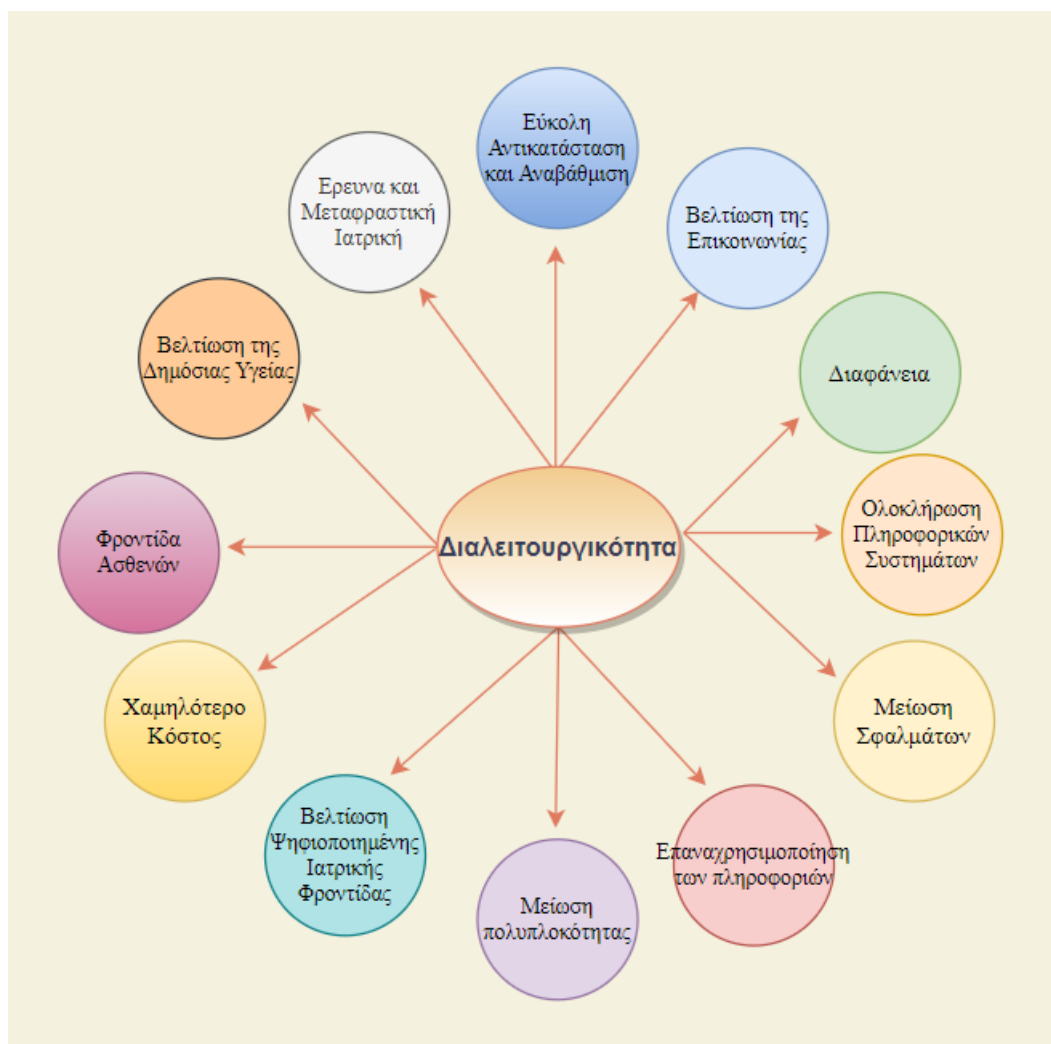 Εύκολη
Αντικατάσταση
και Αναβάθμιση
Βελτίωση της
Επικοινωνίας
Διαφάνεια
Ολοκλήρωση
Πληροφορικών
Συστημάτων
Μείωση
Σφαλμάτων
Επαναχρησιμοποίηση
των πληροφοριών
Μείωση
πολυπλοκότητας
Βελτίωση
Ψηφιοποιημένης
Ιατρικής
Φροντίδας
Χαμηλότερο
Κόστος
Φροντίδα
Ασθενών
Βελτίωση της
Δημόσιας Υγείας
Ερευνα και
Μεταφραστική
Ιατρική
Διαλειτουργικότητα